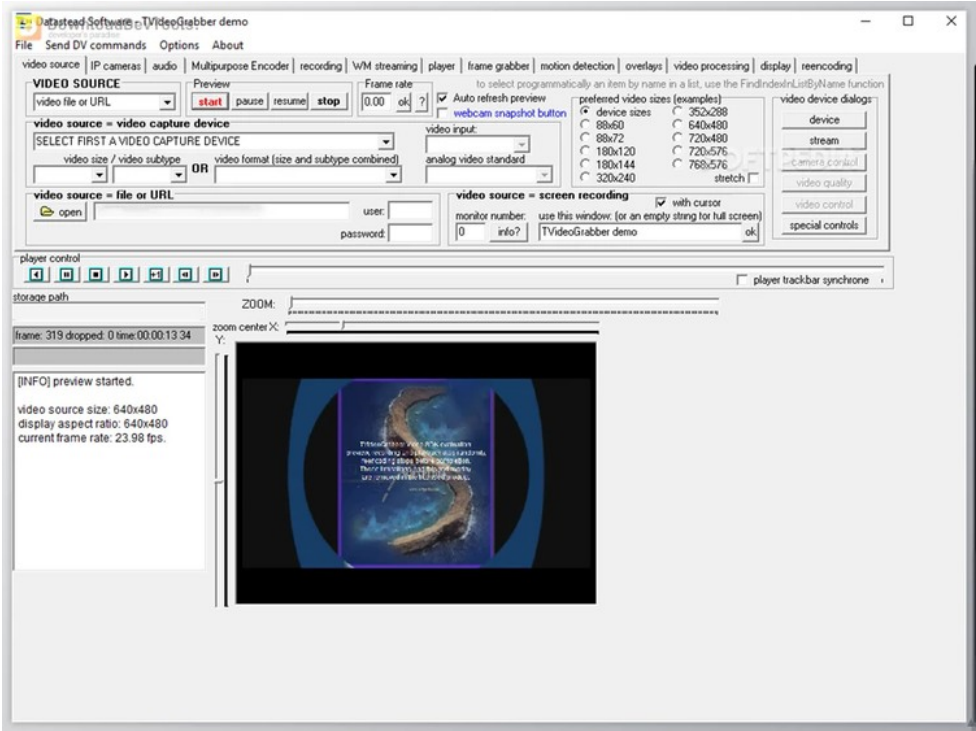 Datastead Software - TVideoGrabber demo
DownloadDevTools.
developer's paradise
File Send DV commands Options About
video source IP cameras audio Multipurpose Encoder recording WM streaming player frame grabber motion detection overlays video processing display reencoding
VIDEO SOURCE
video file or URL
Preview
start pause resume stop
Frame rate
0.00 ok ?
to select programmatically an item by name in a list, use the FindIndexInListByName function
Auto refresh preview
webcam snapshot button
preferred video sizes (examples)
device sizes 352x288
88x60 640x480
88x72 720x480
180x120 720x576
180x144 768x576
320x240 stretch
video device dialogs
device
stream
camera control
video quality
video control
special controls
video source = video capture device
SELECT FIRST A VIDEO CAPTURE DEVICE
video input:
video size / video subtype OR video format (size and subtype combined)
analog video standard
video source = file or URL
open
user:
password:
video source = screen recording
with cursor
monitor number: use this window: (or an empty string for full screen)
0 info? TVideoGrabber demo ok
player control
+1
player trackbar synchrone
storage path
ZOOM:
frame: 319 dropped: 0 time:00:00:13 34
zoom center X:
Y:
[INFO] preview started.
video source size: 640x480
display aspect ratio: 640x480
current frame rate: 23.98 fps.